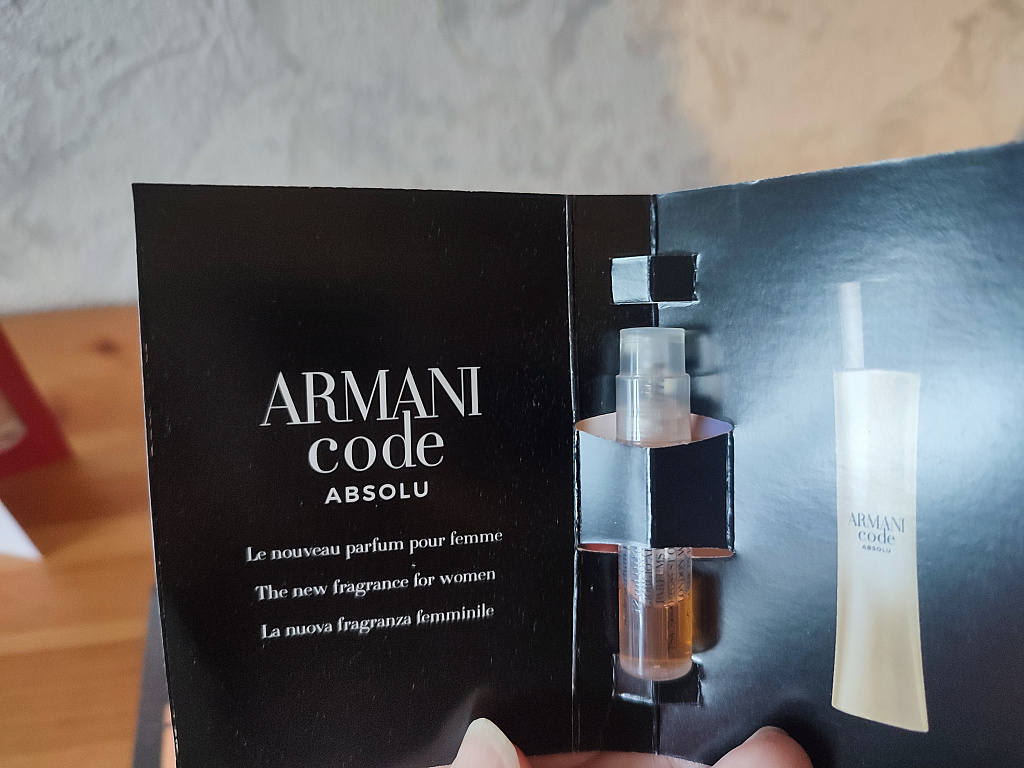 ARMANI
code
ABSOLU
Le nouveau parfum pour femme
The new fragrance for women
La nuova fragranza femminile
ARMANI
code
ABSOLU